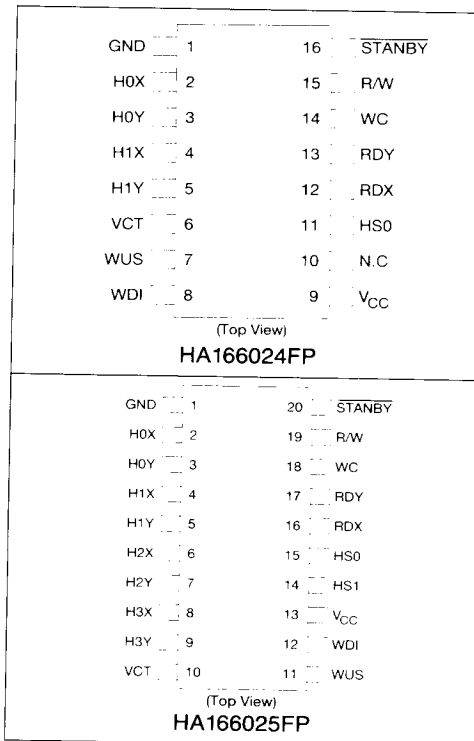 GND 1 16 STANBY
H0X 2 15 R/W
H0Y 3 14 WC
H1X 4 13 RDY
H1Y 5 12 RDX
VCT 6 11 HS0
WUS 7 10 N.C
WDI 8 9 VCC
(Top View)
HA166024FP
GND 1 20 STANBY
H0X 2 19 R/W
H0Y 3 18 WC
H1X 4 17 RDY
H1Y 5 16 RDX
H2X 6 15 HS0
H2Y 7 14 HS1
H3X 8 13 VCC
H3Y 9 12 WDI
VCT 10 11 WUS
(Top View)
HA166025FP